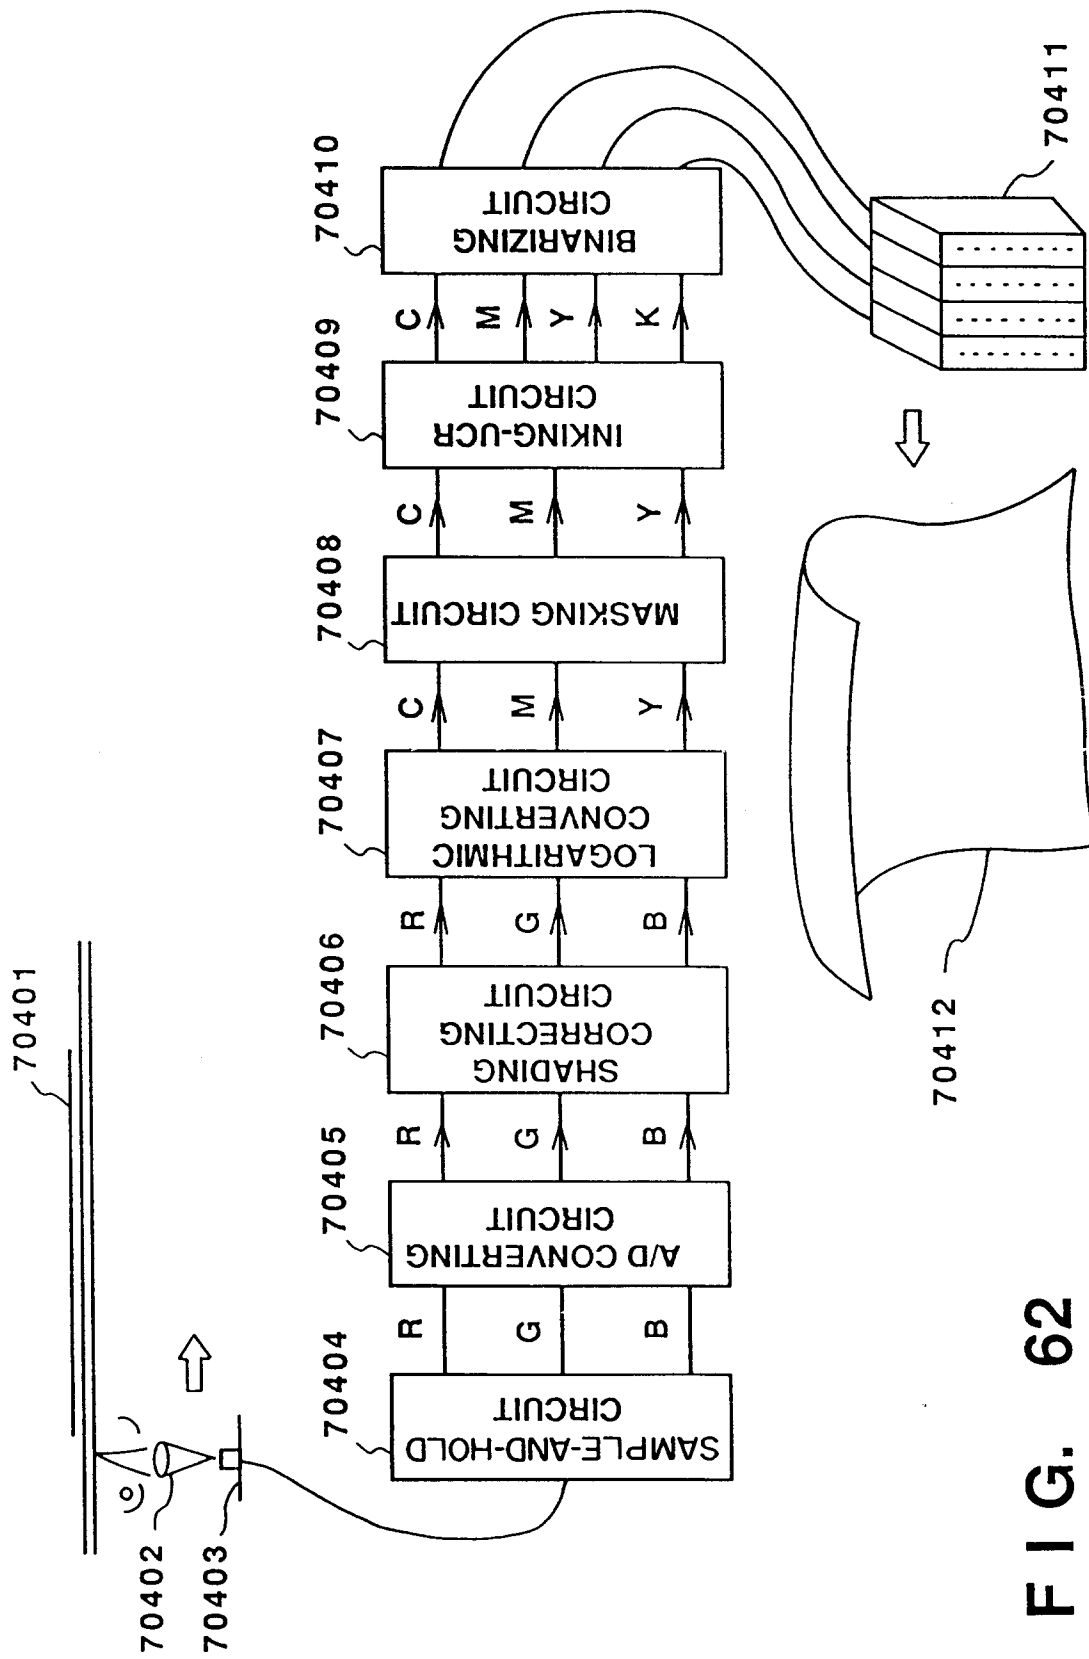 70401
70402
70403
70404
SAMPLE-AND-HOLD
CIRCUIT
R
G
B
70405
A/D CONVERTING
CIRCUIT
R
G
B
70406
SHADING
CORRECTING
CIRCUIT
R
G
B
70407
LOGARITHMIC
CONVERTING
CIRCUIT
C
M
Y
70408
MASKING CIRCUIT
C
M
Y
70409
INKING-UCR
CIRCUIT
C
M
Y
K
70410
BINARIZING
CIRCUIT
70411
70412
FIG. 62